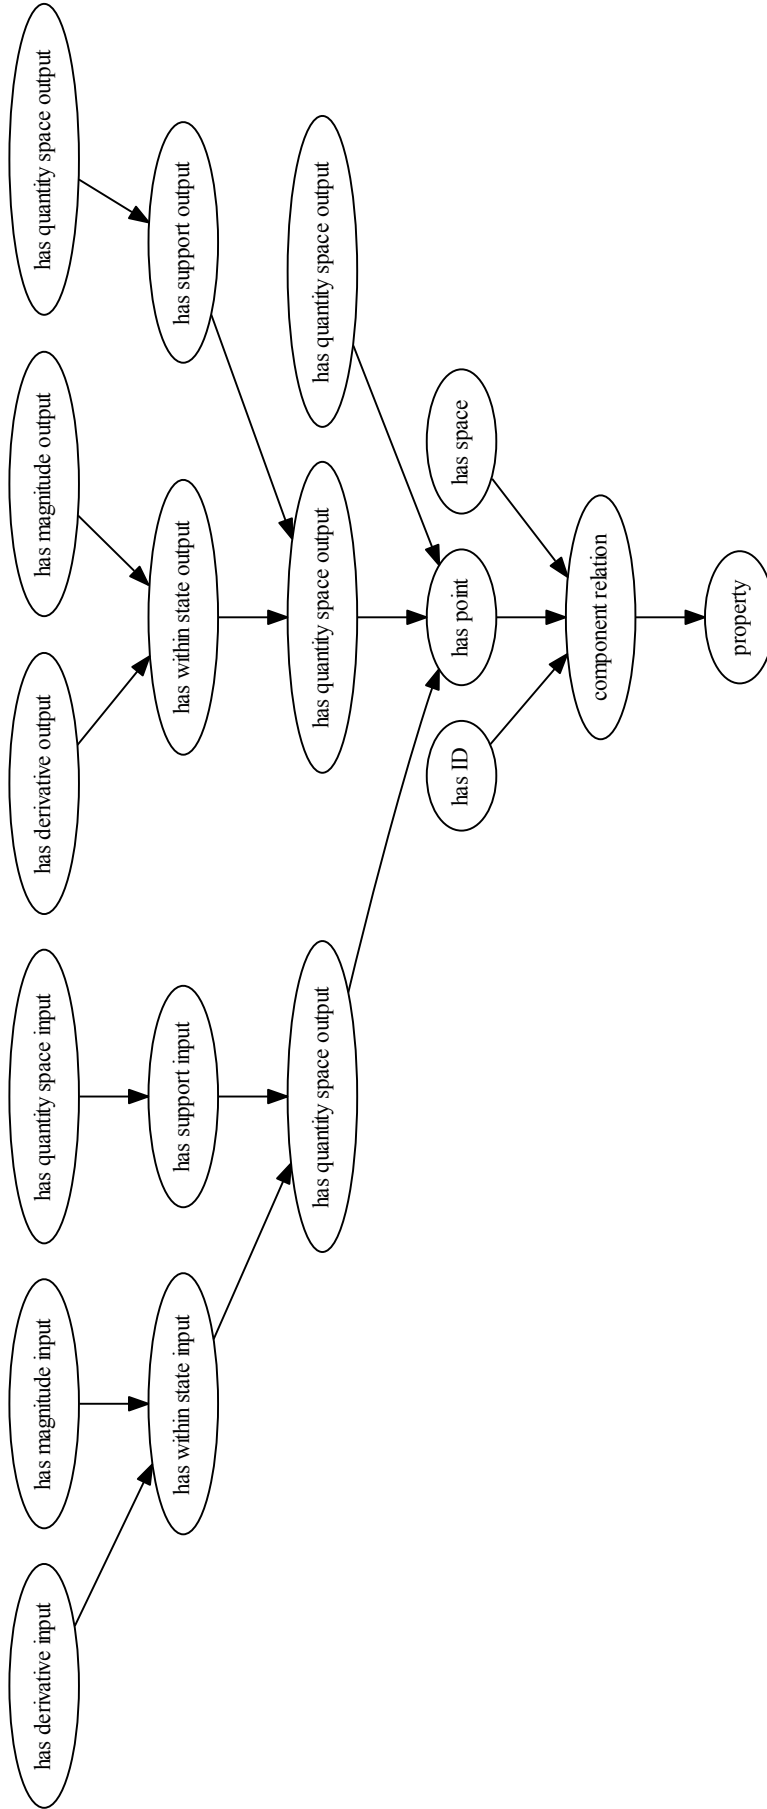 has quantity space output
has magnitude output
has derivative output
has quantity space input
has magnitude input
has derivative input
has support output
has within state output
has support input
has within state input
has quantity space output
has quantity space output
has quantity space output
has space
has point
has ID
component relation
property